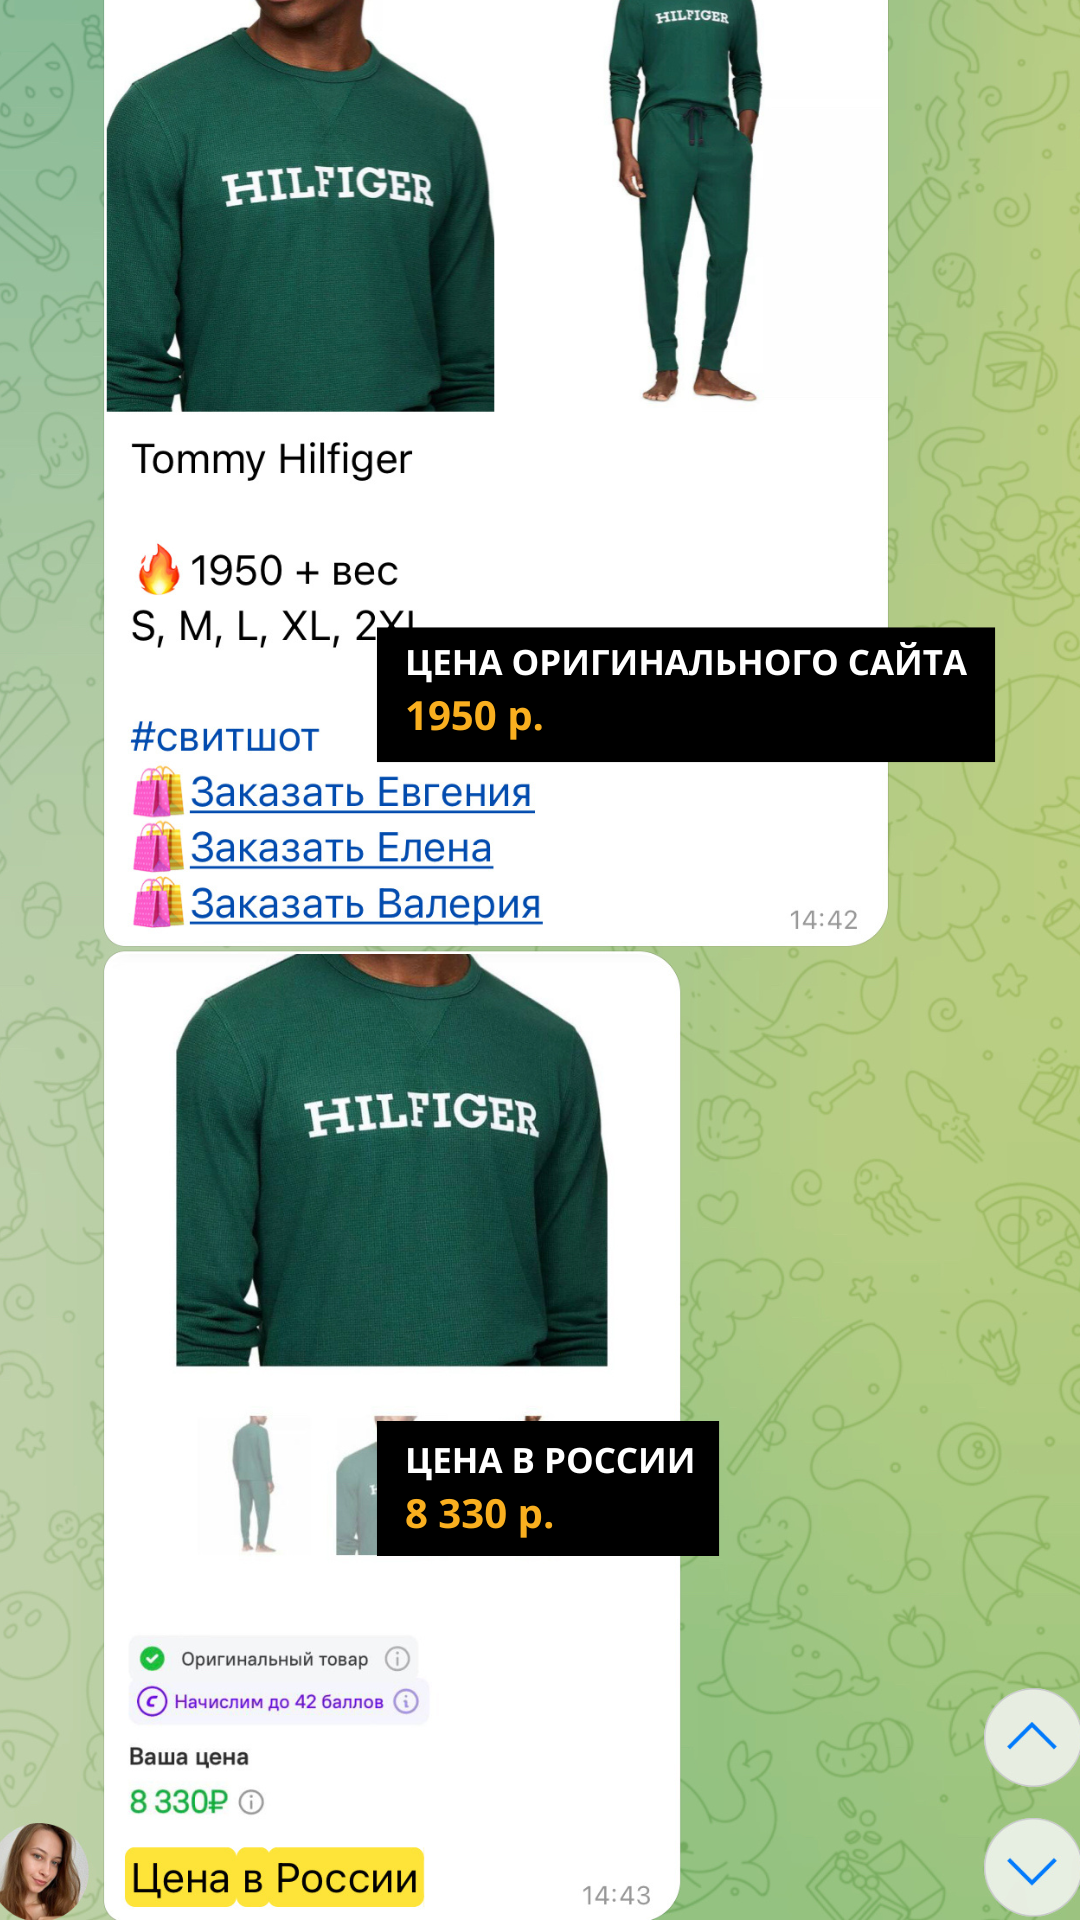 HILFIGER
HILFIGER
Tommy Hilfiger
🔥1950 + вес
S, M, L, XL, 2XL
ЦЕНА ОРИГИНАЛЬНОГО САЙТА
1950 р.
#свитшот
🛍️Заказать Евгения
🛍️Заказать Елена
🛍️Заказать Валерия
14:42
HILFIGER
ЦЕНА В РОССИИ
8 330 р.
Оригинальный товар
Начислим до 42 баллов
Ваша цена
8 330₽
Цена в России
14:43